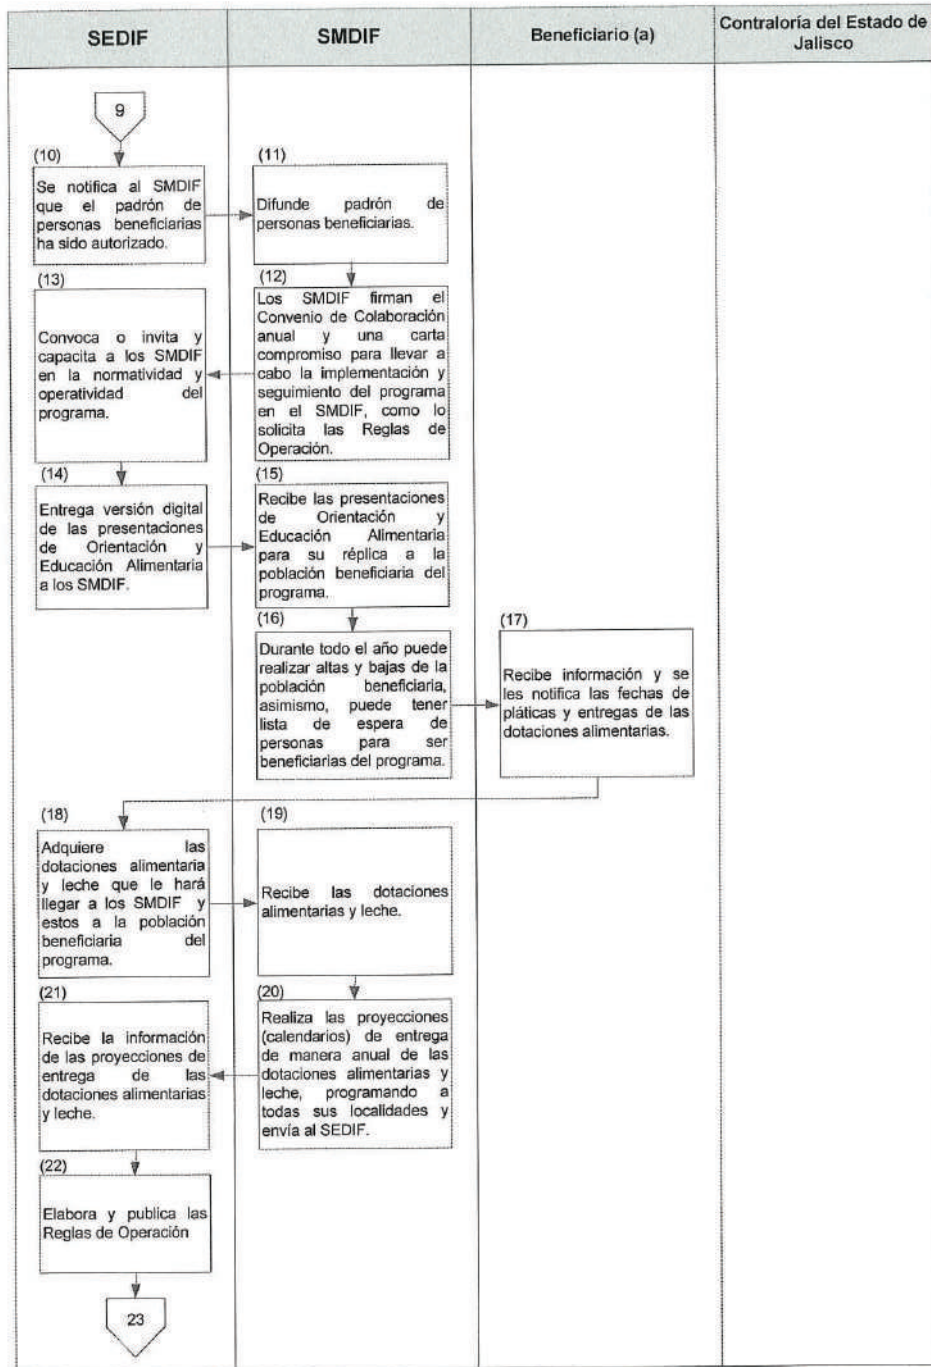 SEDIF
SMDIF
Beneficiario (a)
Contraloría del Estado de
Jalisco
9
(10)
Se notifica al SMDIF
que el padrón de
personas beneficiarias
ha sido autorizado.
(11)
Difunde padrón de
personas beneficiarias.
(12)
Los SMDIF firman el
Convenio de Colaboración
anual y una carta
compromiso para llevar a
cabo la implementación y
seguimiento del programa
en el SMDIF, como lo
solicita las Reglas de
Operación.
(13)
Convoca o invita y
capacita a los SMDIF
en la normatividad y
operatividad del
programa.
(14)
Entrega versión digital
de las presentaciones
de Orientación y
Educación Alimentaria
a los SMDIF.
(15)
Recibe las presentaciones
de Orientación y
Educación Alimentaria
para su réplica a la
población beneficiaria del
programa.
(16)
Durante todo el año puede
realizar altas y bajas de la
población beneficiaria,
asimismo, puede tener
lista de espera de
personas para ser
beneficiarias del programa.
(17)
Recibe información y se
les notifica las fechas de
pláticas y entregas de las
dotaciones alimentarias.
(18)
Adquiere las
dotaciones alimentaria
y leche que le hará
llegar a los SMDIF y
estos a la población
beneficiaria del
programa.
(19)
Recibe las dotaciones
alimentarias y leche.
(20)
Realiza las proyecciones
(calendarios) de entrega
de manera anual de las
dotaciones alimentarias y
leche, programando a
todas sus localidades y
envía al SEDIF.
(21)
Recibe la información
de las proyecciones de
entrega de las
dotaciones alimentarias
y leche.
(22)
Elabora y publica las
Reglas de Operación
23